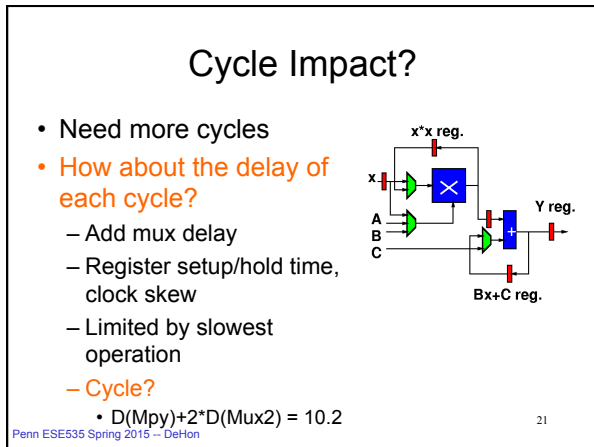 Cycle Impact?
• Need more cycles
• How about the delay of
each cycle?
– Add mux delay
– Register setup/hold time,
clock skew
– Limited by slowest
operation
– Cycle?
• D(Mpy)+2*D(Mux2) = 10.2
x*x reg.
x
A
B
C
+
Y reg.
Bx+C reg.
21
Penn ESE535 Spring 2015 -- DeHon